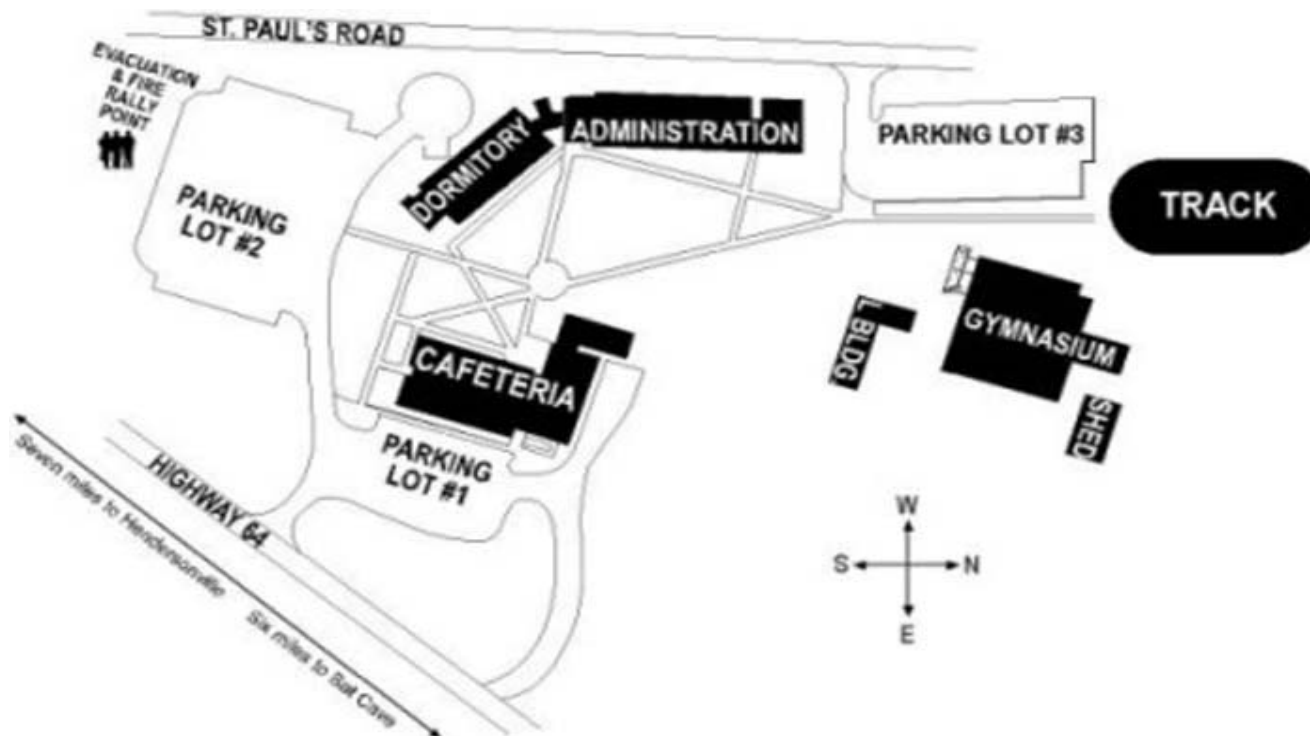 ST. PAUL'S ROAD
EVACUATION
& FIRE
RALLY
POINT
DORMITORY
ADMINISTRATION
PARKING LOT #3
TRACK
PARKING
LOT #2
L BLDG.
GYMNASIUM
SHED
CAFETERIA
PARKING
LOT #1
HIGHWAY 64
Seven miles to Hendersonville
Six miles to Bat Cave
W
S
N
E